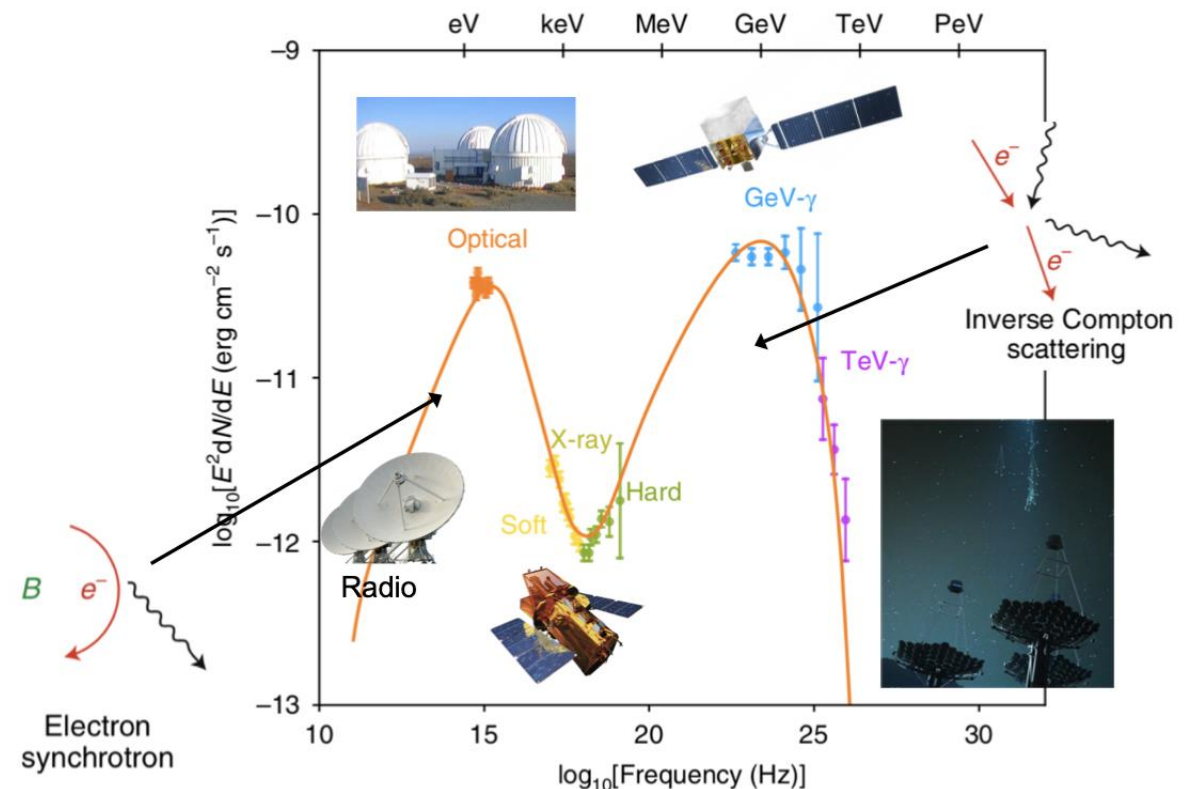 eV keV MeV GeV TeV PeV
−9
−10
−11
−12
−13
log₁₀[E²dN/dE (erg cm⁻² s⁻¹)]
Optical
GeV-γ
TeV-γ
X-ray
Soft
Hard
Radio
B e⁻
Electron
synchrotron
e⁻
e⁻
Inverse Compton
scattering
10 15 20 25 30
log₁₀[Frequency (Hz)]